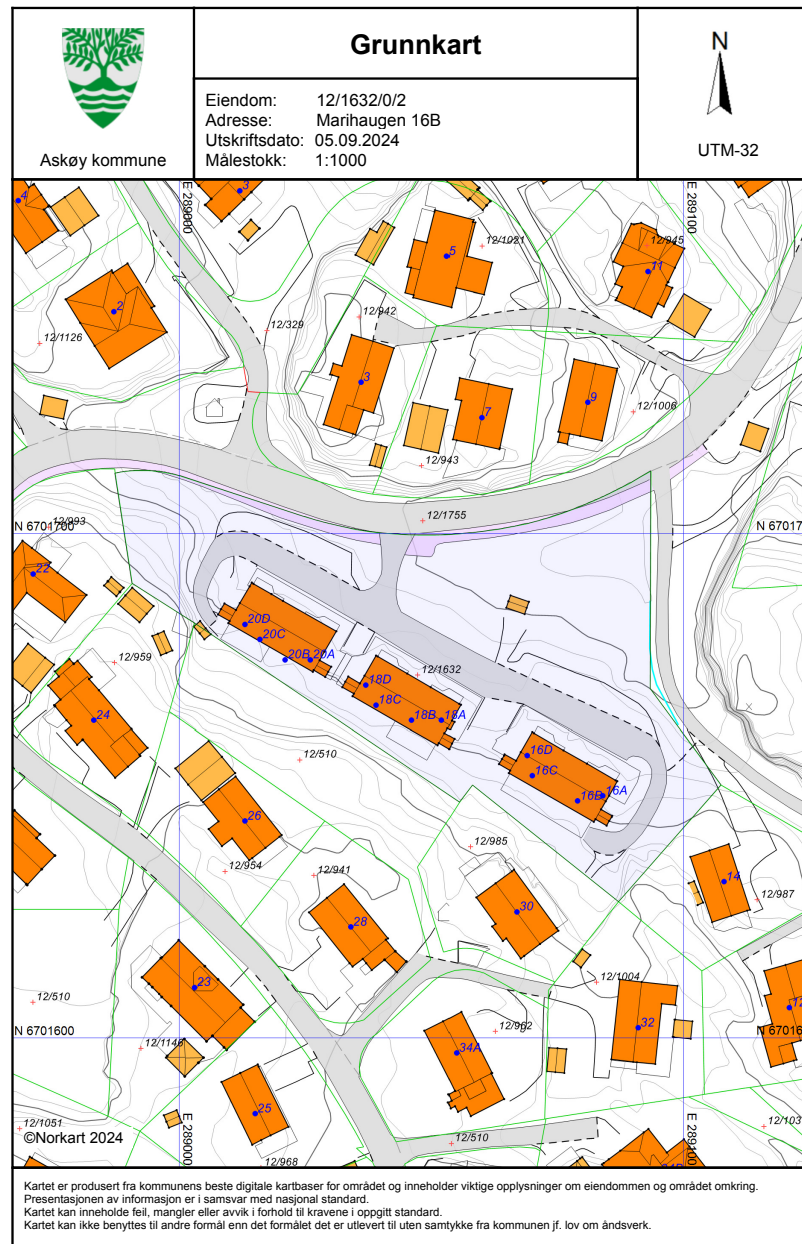 Grunnkart
Askøy kommune
Eiendom: 12/1632/0/2
Adresse: Marihaugen 16B
Utskriftsdato: 05.09.2024
Målestokk: 1:1000
N
UTM-32
4
3
E 289000
E 289100
5
12/1021
12/945
11
2
12/942
12/329
12/1126
3
7
9
12/1006
12/943
12/1755
N 6701700
12/993
N 67017
22
20D
20C
20B
20A
12/959
12/1632
18D
18C
18B
18A
24
12/510
16D
16C
16B
16A
26
12/985
12/954
12/941
14
12/987
30
28
23
12/1004
12/510
32
12/962
N 6701600
N 67016
12/1146
34A
25
12/1051
12/103
©Norkart 2024
E 289000
E 289100
12/510
12/968
Kartet er produsert fra kommunens beste digitale kartbaser for området og inneholder viktige opplysninger om eiendommen og området omkring.
Presentasjonen av informasjon er i samsvar med nasjonal standard.
Kartet kan inneholde feil, mangler eller avvik i forhold til kravene i oppgitt standard.
Kartet kan ikke benyttes til andre formål enn det formålet det er utlevert til uten samtykke fra kommunen jf. lov om åndsverk.